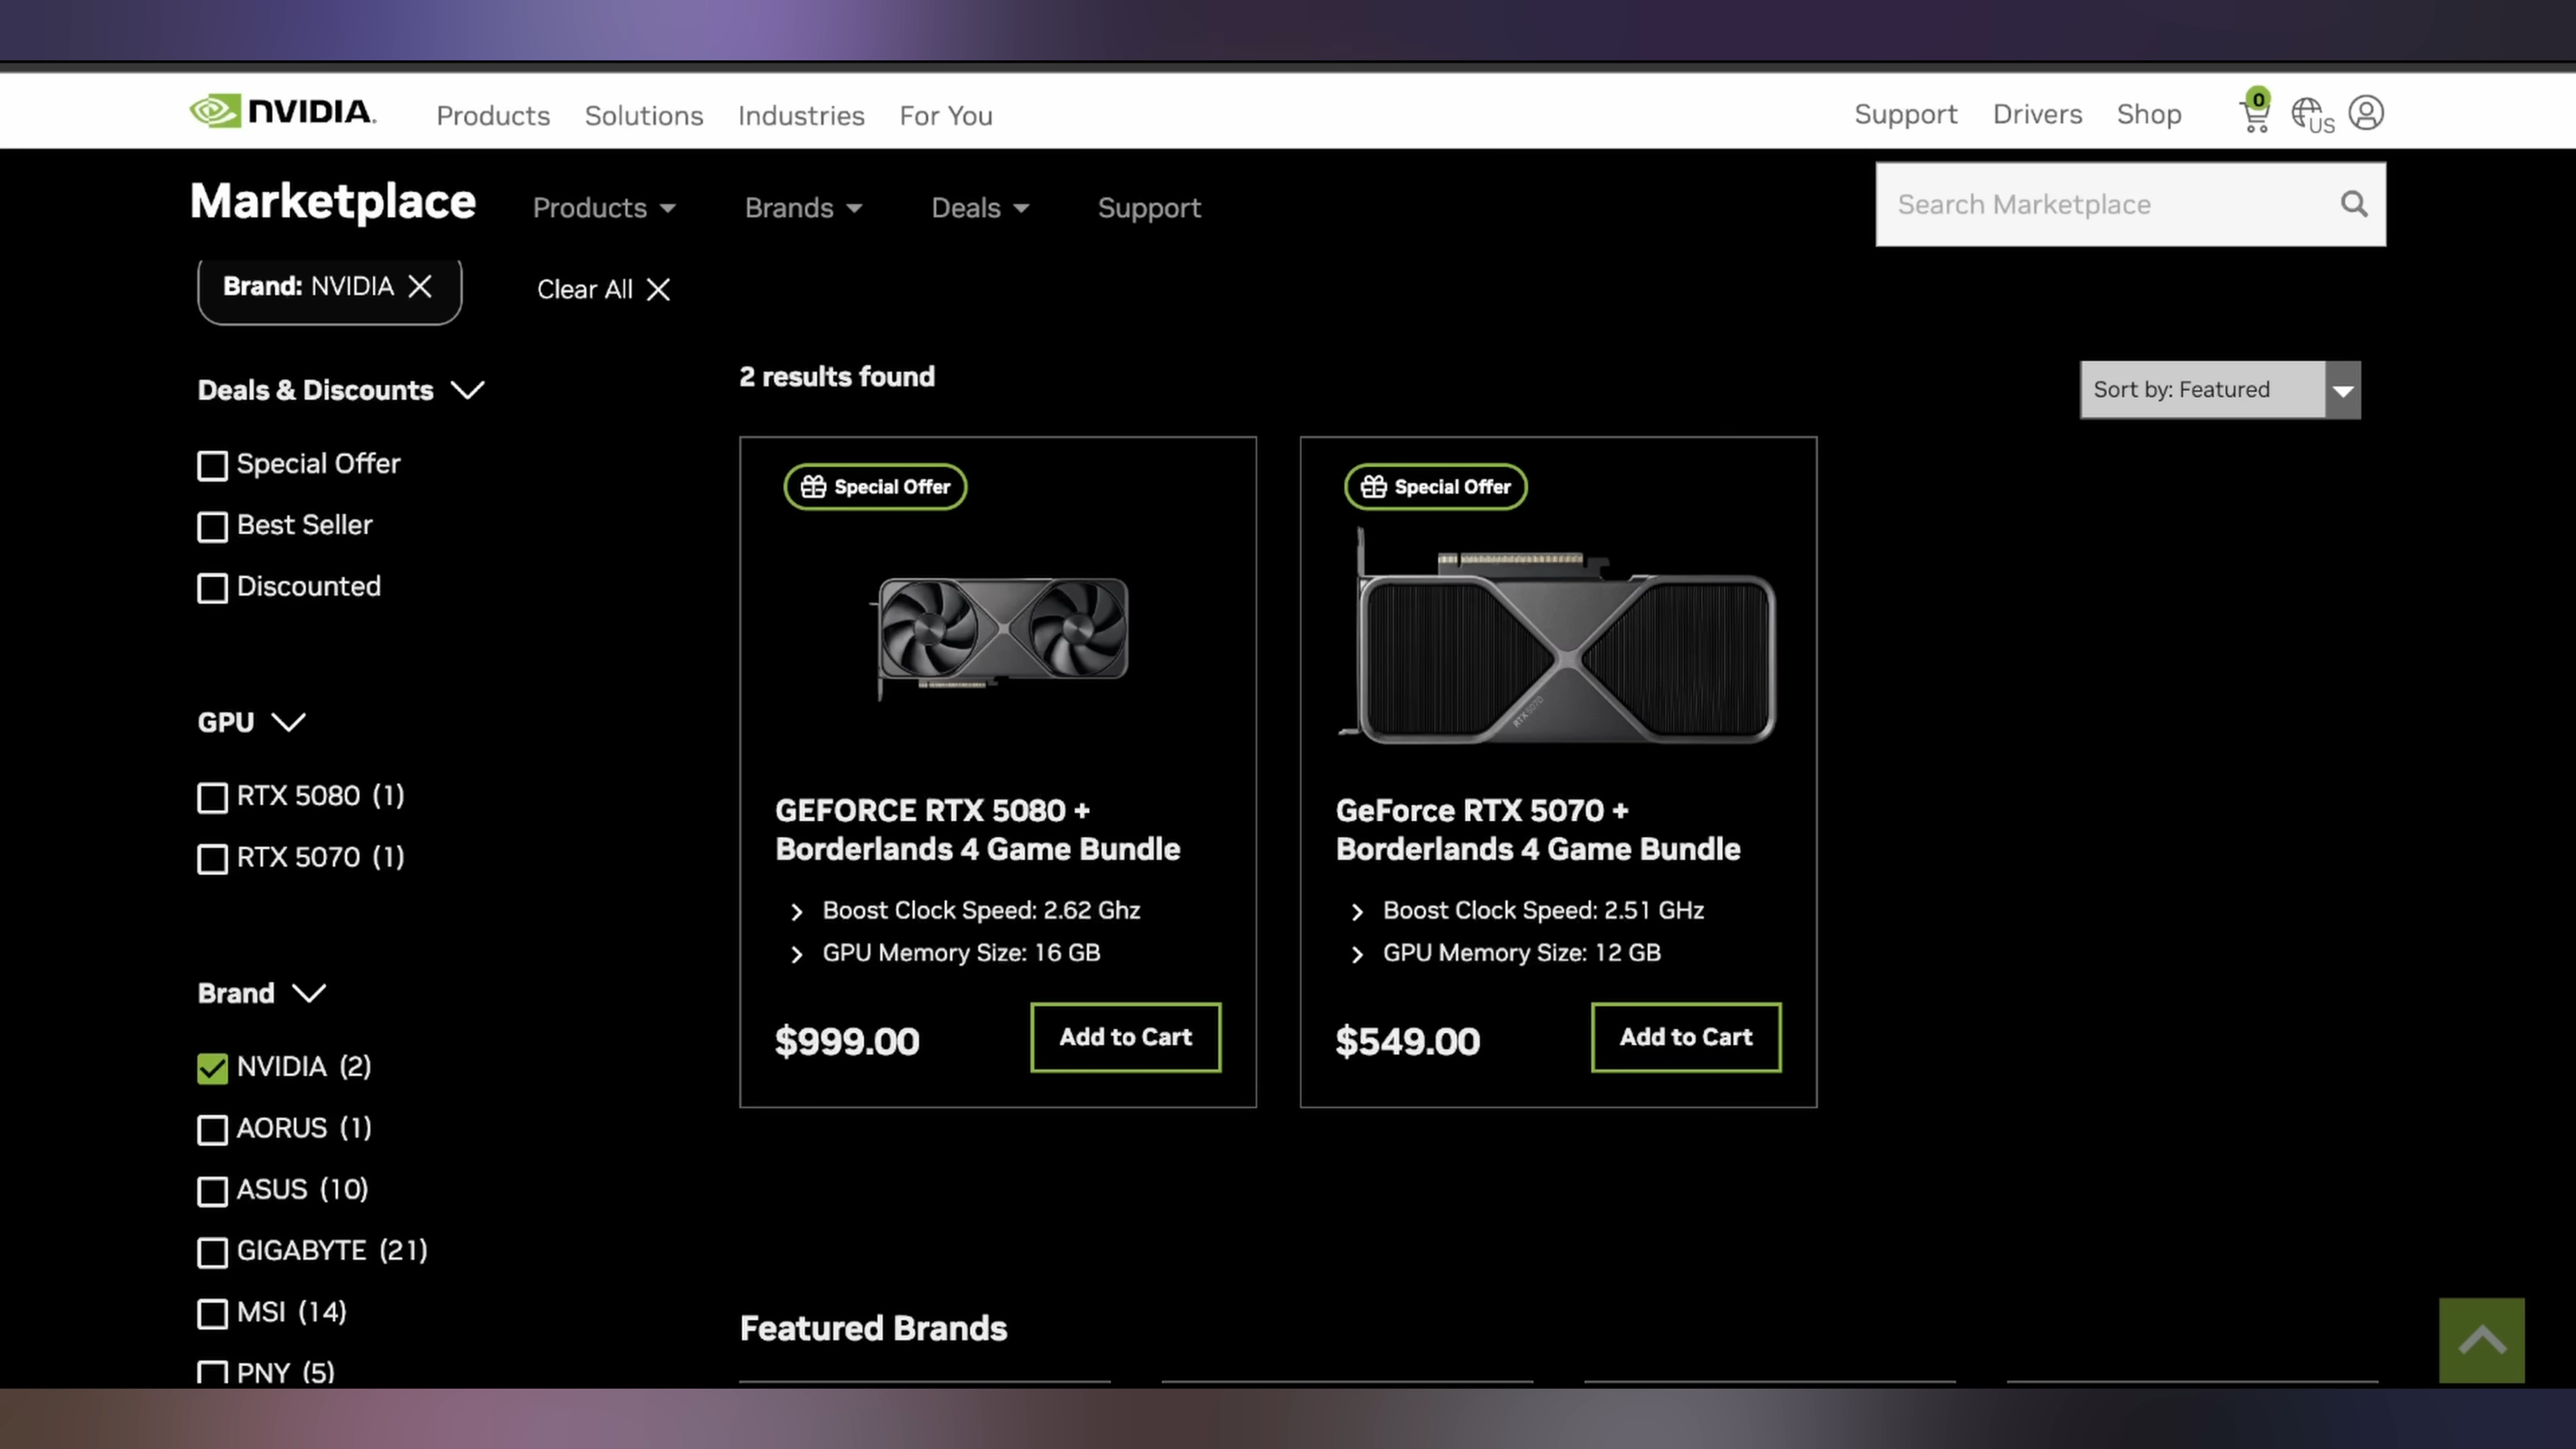 NVIDIA.
Products Solutions Industries For You
Support Drivers Shop 0 US
Marketplace Products Brands Deals Support
Search Marketplace
Brand: NVIDIA
Clear All
Deals & Discounts
Special Offer
Best Seller
Discounted
GPU
RTX 5080 (1)
RTX 5070 (1)
Brand
NVIDIA (2)
AORUS (1)
ASUS (10)
GIGABYTE (21)
MSI (14)
PNY (5)
2 results found
Sort by: Featured
Special Offer
GEFORCE RTX 5080 +
Borderlands 4 Game Bundle
Boost Clock Speed: 2.62 Ghz
GPU Memory Size: 16 GB
$999.00
Add to Cart
Special Offer
RTX 5070
GeForce RTX 5070 +
Borderlands 4 Game Bundle
Boost Clock Speed: 2.51 GHz
GPU Memory Size: 12 GB
$549.00
Add to Cart
Featured Brands